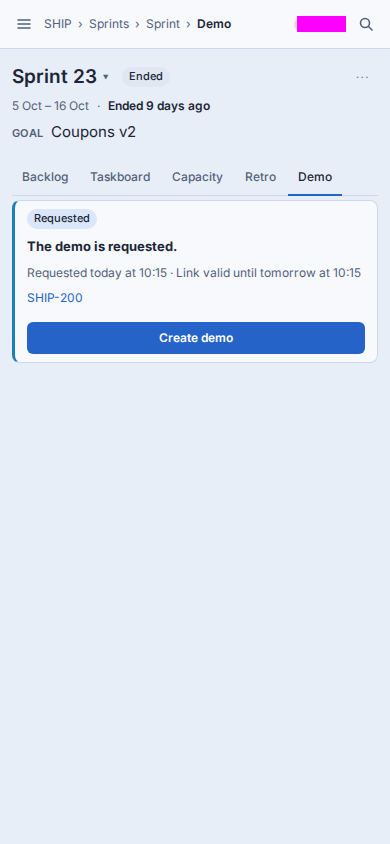 SHIP › Sprints › Sprint › Demo
Sprint 23 ▾ Ended ...
5 Oct – 16 Oct · Ended 9 days ago
GOAL Coupons v2
Backlog Taskboard Capacity Retro Demo
Requested
The demo is requested.
Requested today at 10:15 · Link valid until tomorrow at 10:15
SHIP-200
Create demo